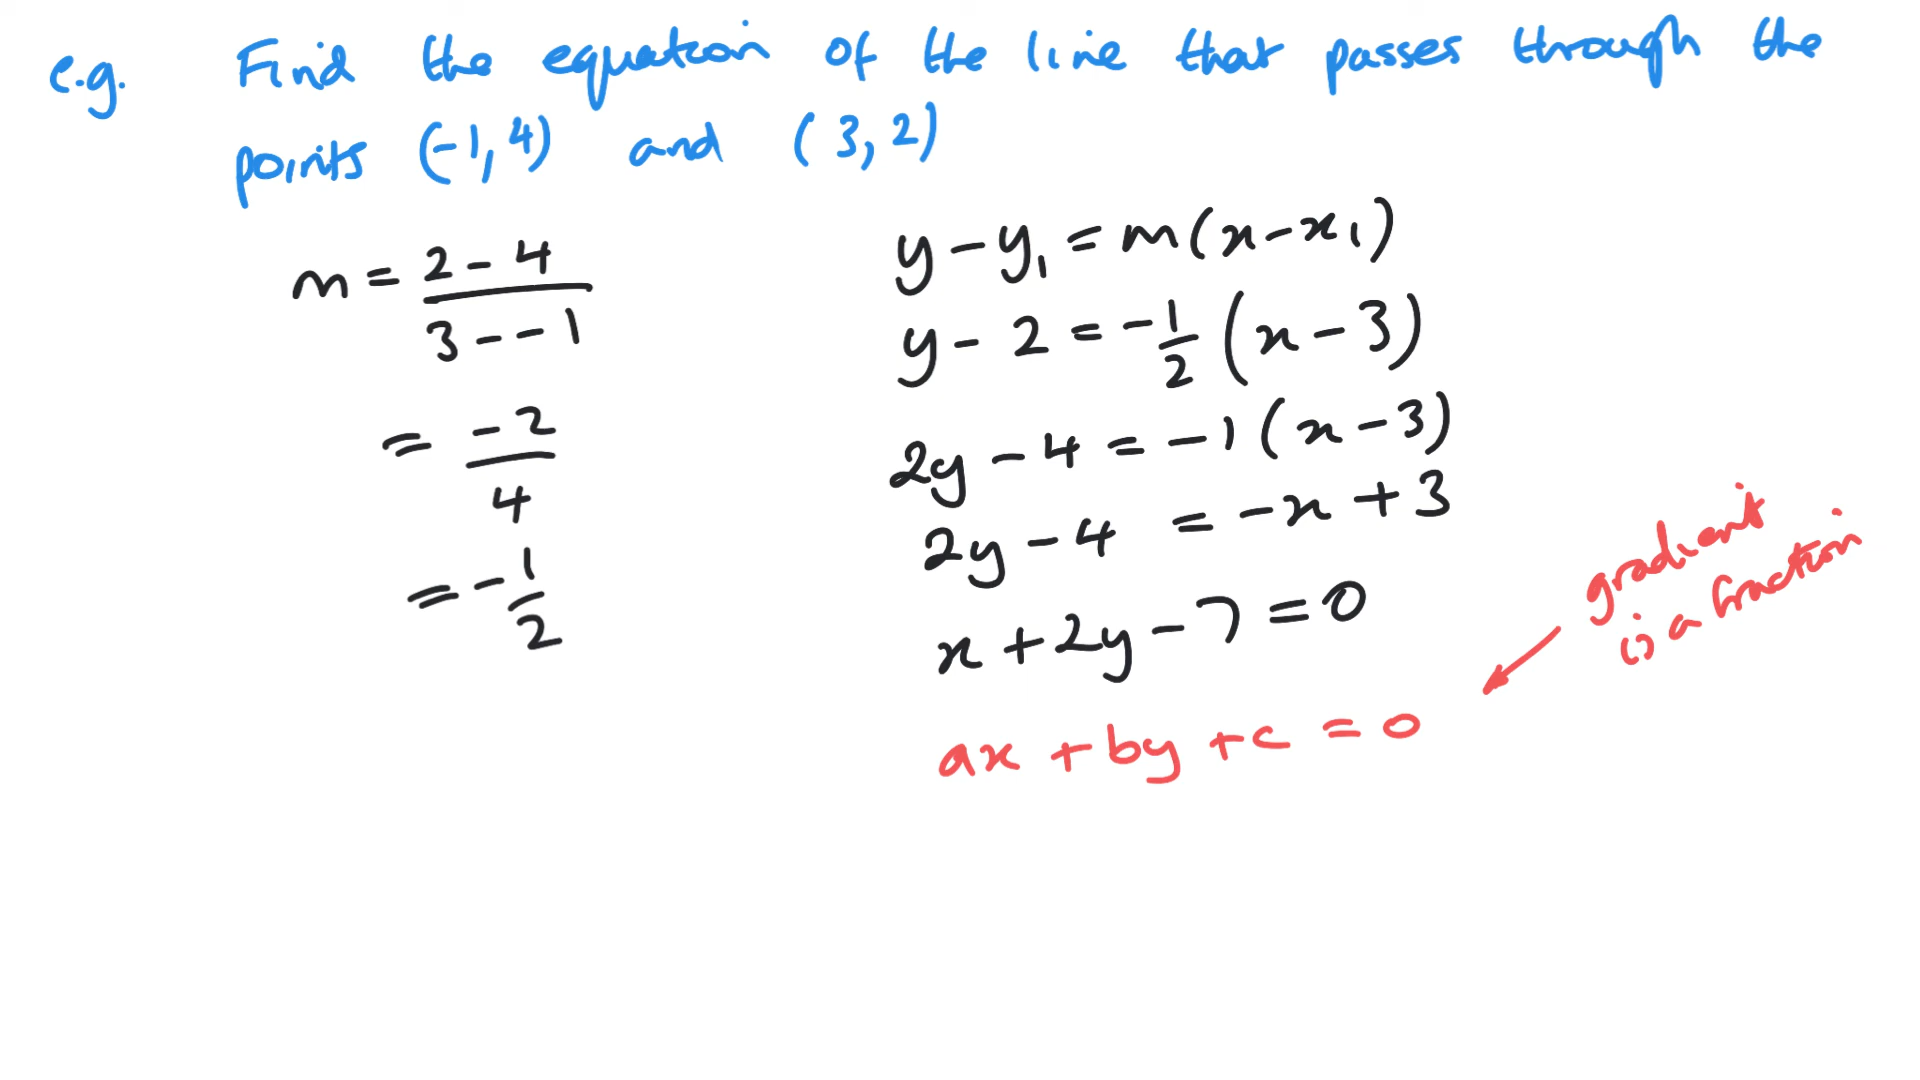 e.g. Find the equation of the line that passes through the
points (-1, 4) and (3, 2)
m = 2 - 4 / 3 - - 1
= -2 / 4
= - 1/2
y - y₁ = m(x - x₁)
y - 2 = - 1/2 (x - 3)
2y - 4 = -1(x - 3)
2y - 4 = -x + 3
x + 2y - 7 = 0
ax + by + c = 0
gradient
is a fraction